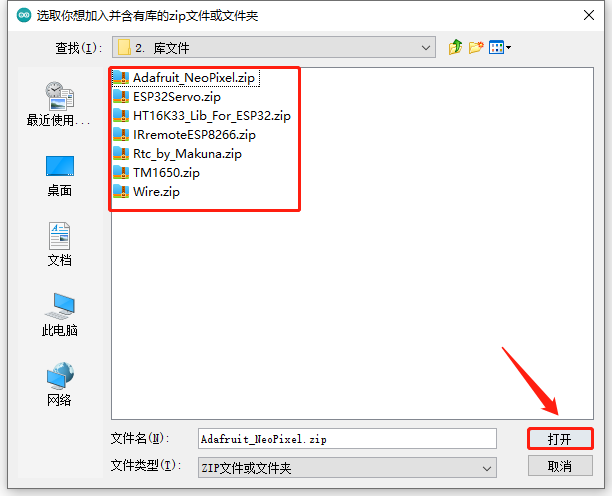 选取你想加入并含有库的zip文件或文件夹
查找(I):
2. 库文件
最近使用...
桌面
文档
此电脑
网络
Adafruit_NeoPixel.zip
ESP32Servo.zip
HT16K33_Lib_For_ESP32.zip
IRremoteESP8266.zip
Rtc_by_Makuna.zip
TM1650.zip
Wire.zip
文件名(N):
Adafruit_NeoPixel.zip
打开
文件类型(T):
ZIP文件或文件夹
取消